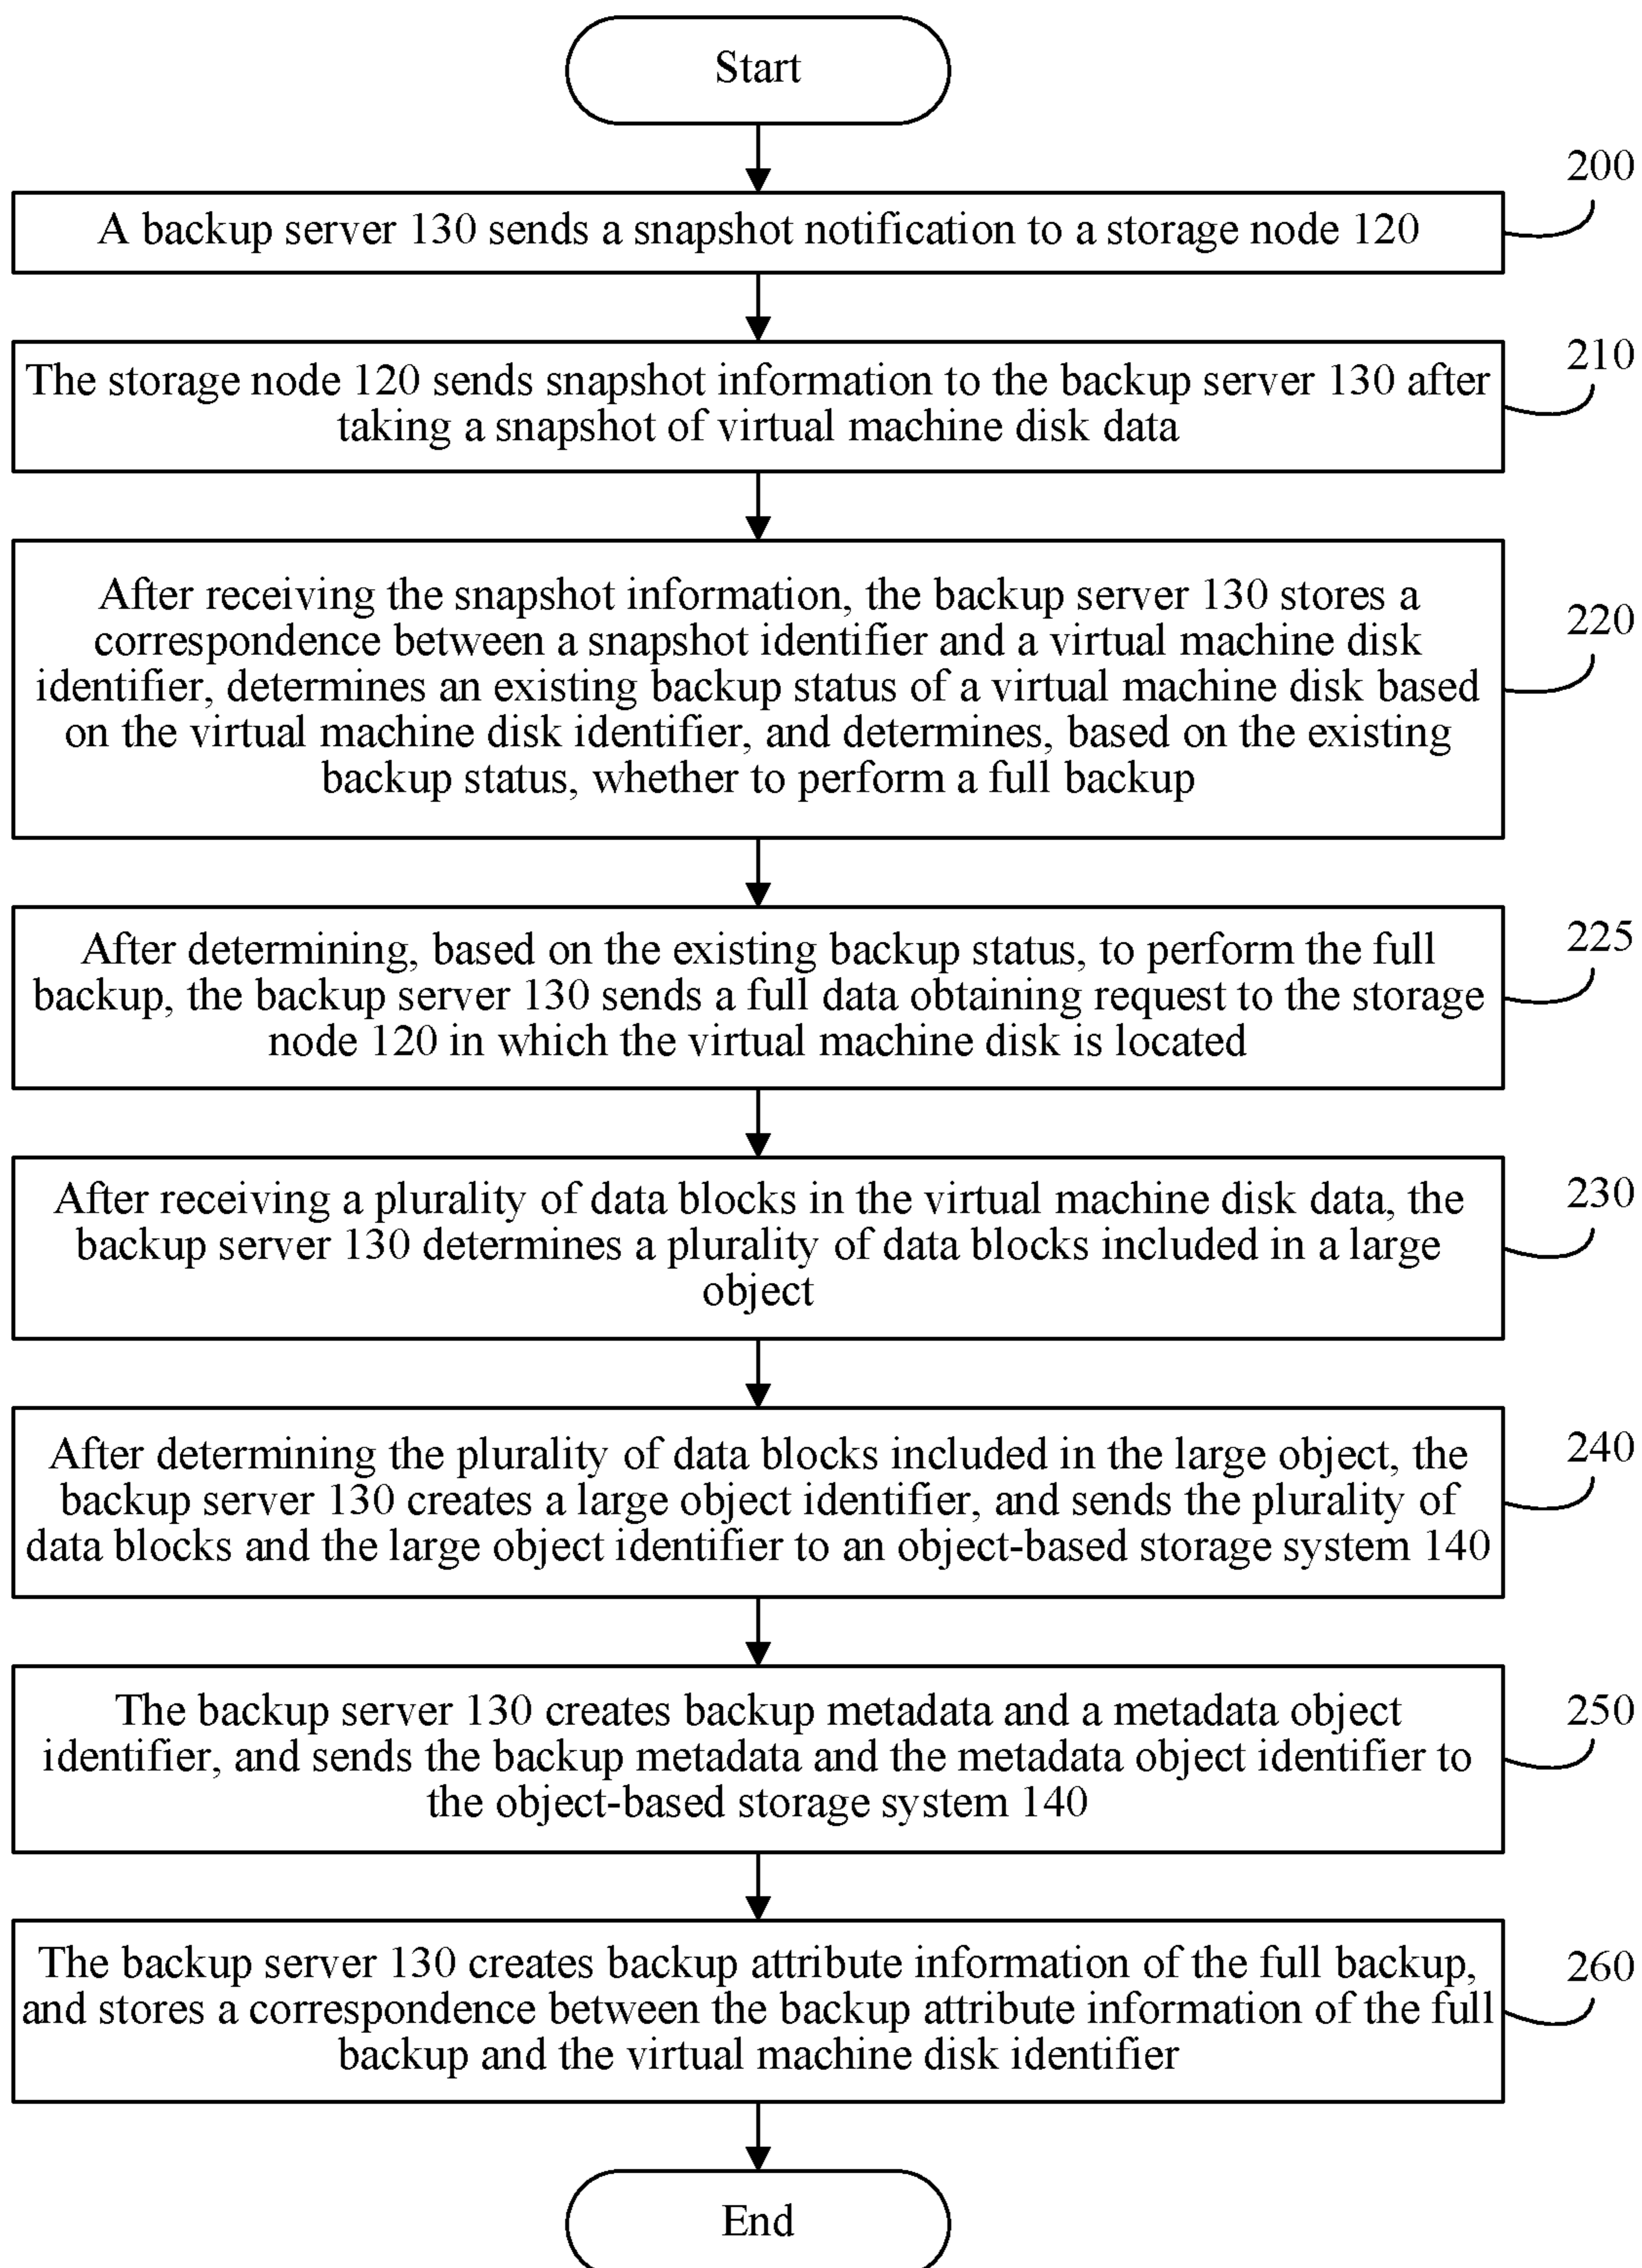 Start
200
A backup server 130 sends a snapshot notification to a storage node 120
210
The storage node 120 sends snapshot information to the backup server 130 after
taking a snapshot of virtual machine disk data
220
After receiving the snapshot information, the backup server 130 stores a
correspondence between a snapshot identifier and a virtual machine disk
identifier, determines an existing backup status of a virtual machine disk based
on the virtual machine disk identifier, and determines, based on the existing
backup status, whether to perform a full backup
225
After determining, based on the existing backup status, to perform the full
backup, the backup server 130 sends a full data obtaining request to the storage
node 120 in which the virtual machine disk is located
230
After receiving a plurality of data blocks in the virtual machine disk data, the
backup server 130 determines a plurality of data blocks included in a large
object
240
After determining the plurality of data blocks included in the large object, the
backup server 130 creates a large object identifier, and sends the plurality of
data blocks and the large object identifier to an object-based storage system 140
250
The backup server 130 creates backup metadata and a metadata object
identifier, and sends the backup metadata and the metadata object identifier to
the object-based storage system 140
260
The backup server 130 creates backup attribute information of the full backup,
and stores a correspondence between the backup attribute information of the full
backup and the virtual machine disk identifier
End